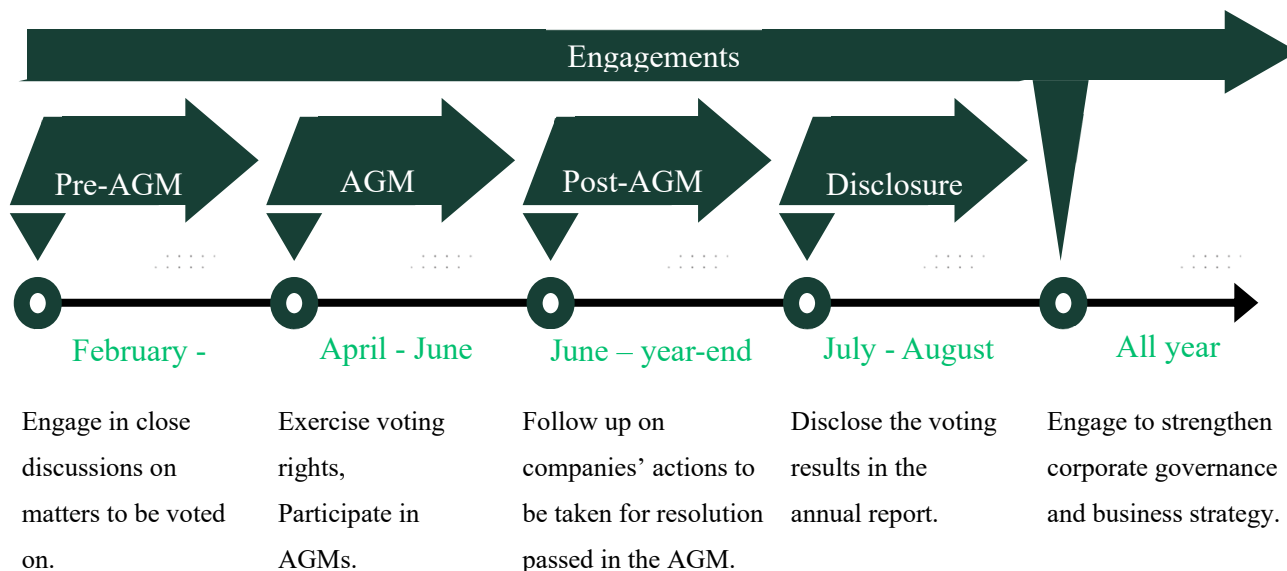 Engagements
Pre-AGM
AGM
Post-AGM
Disclosure
February -
April - June
June – year-end
July - August
All year
Engage in close
discussions on
matters to be voted
on.
Exercise voting
rights,
Participate in
AGMs.
Follow up on
companies’ actions to
be taken for resolution
passed in the AGM.
Disclose the voting
results in the
annual report.
Engage to strengthen
corporate governance
and business strategy.